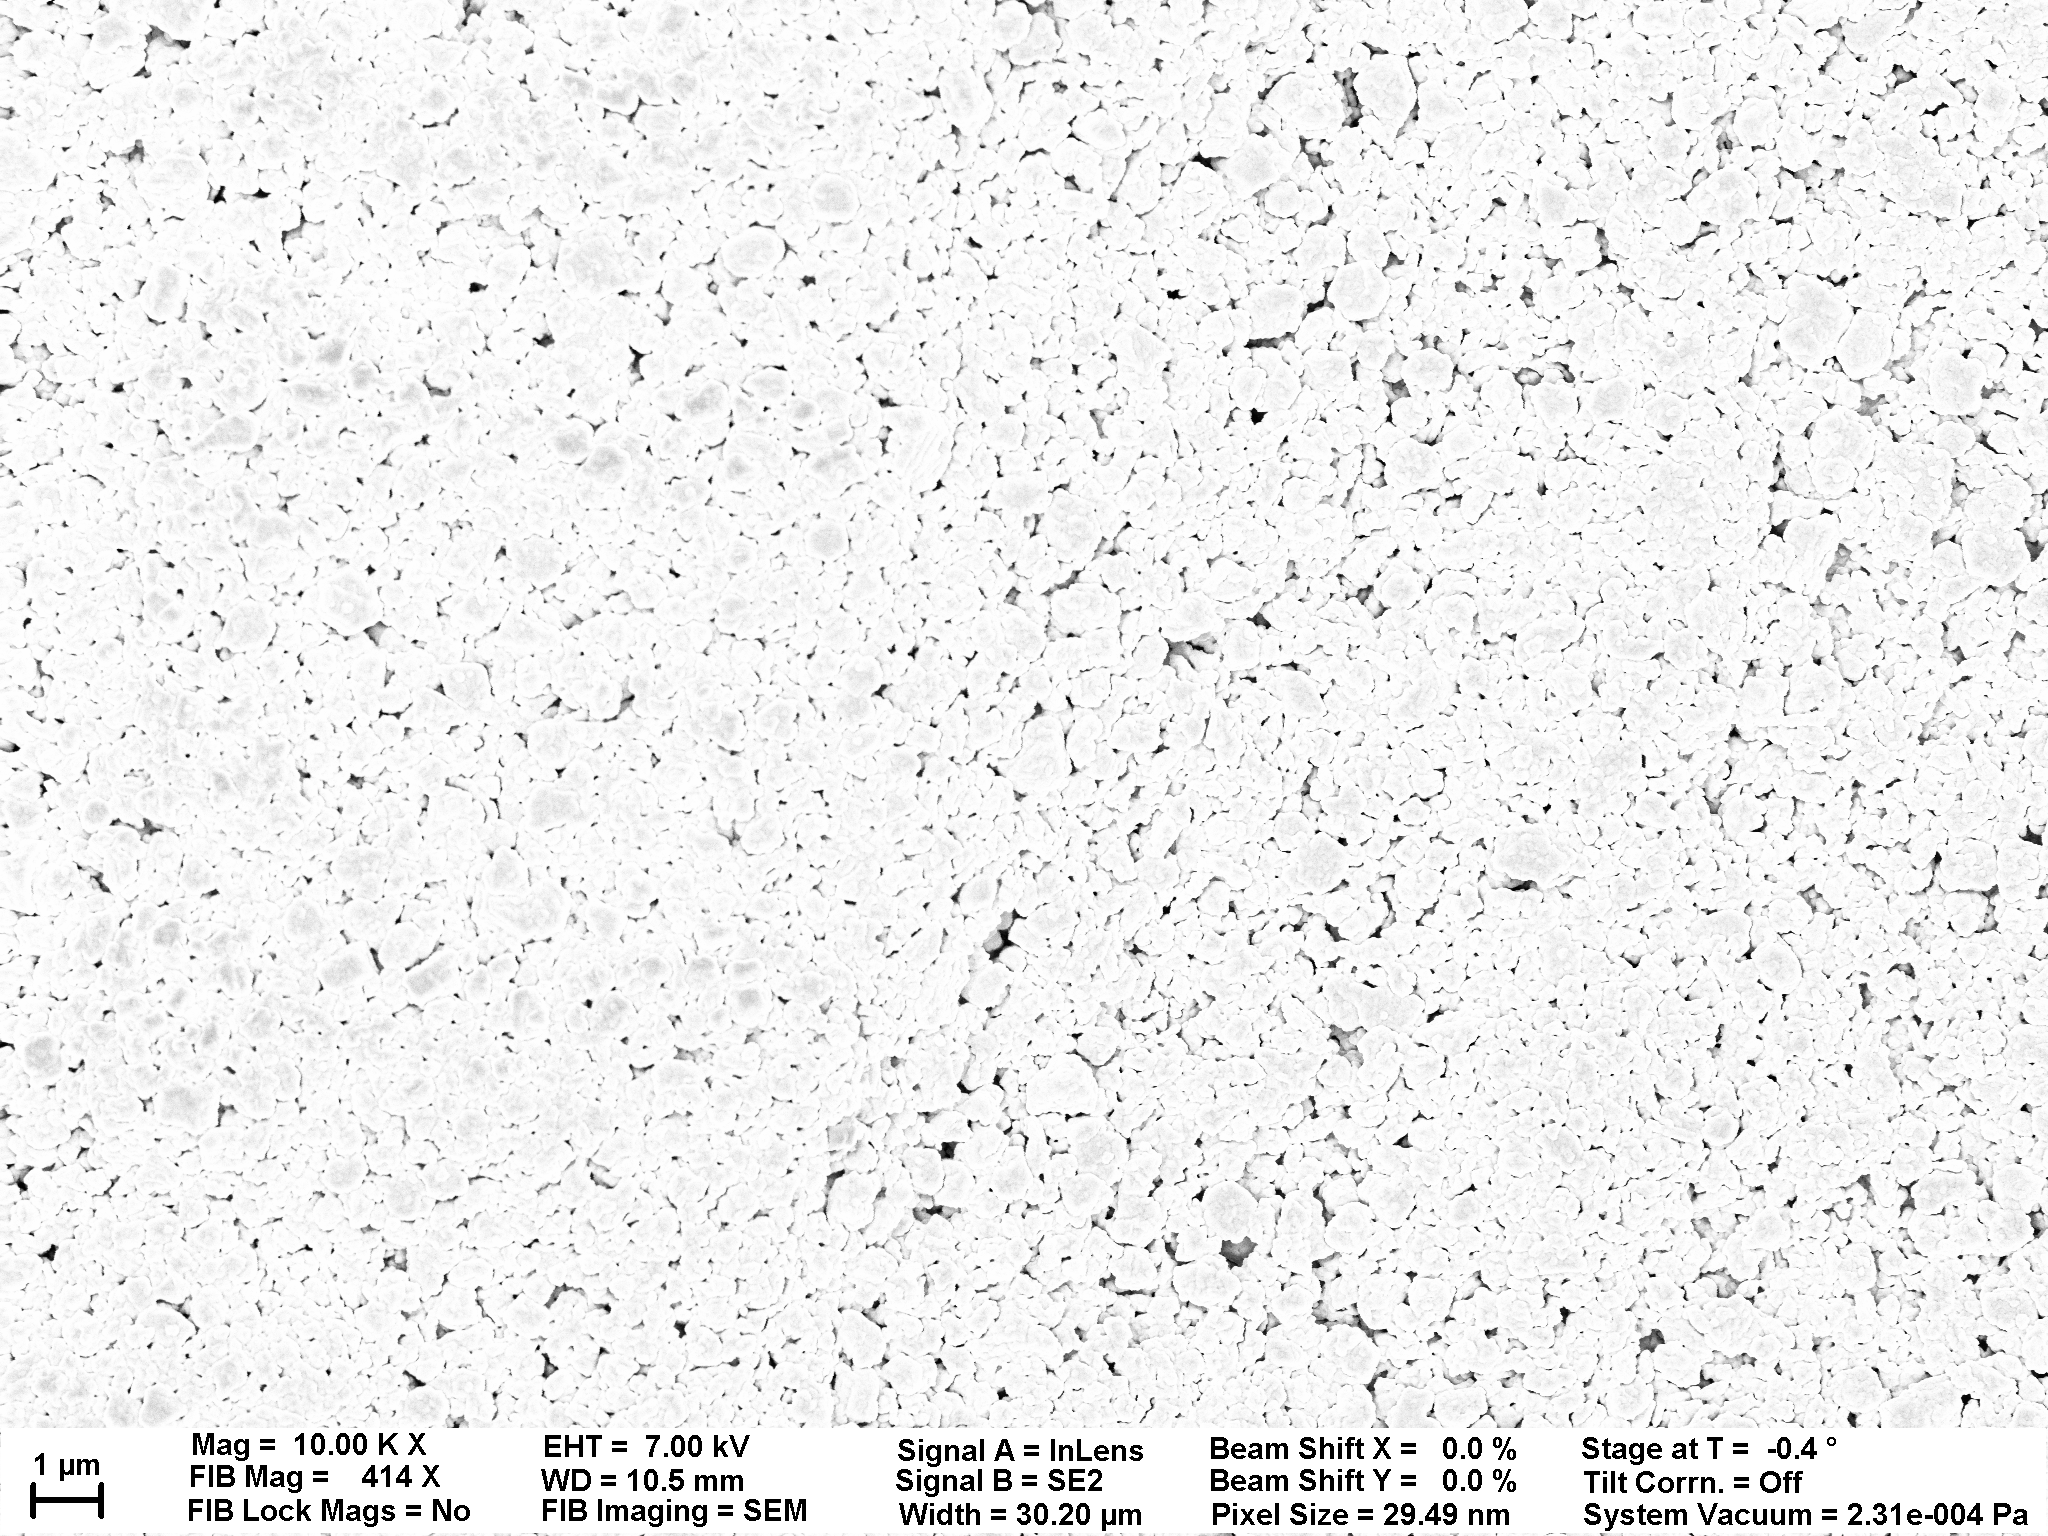 1 µm
Mag = 10.00 K X
FIB Mag = 414 X
FIB Lock Mags = No
EHT = 7.00 kV
WD = 10.5 mm
FIB Imaging = SEM
Signal A = InLens
Signal B = SE2
Width = 30.20 µm
Beam Shift X = 0.0 %
Beam Shift Y = 0.0 %
Pixel Size = 29.49 nm
Stage at T = -0.4 °
Tilt Corrn. = Off
System Vacuum = 2.31e-004 Pa